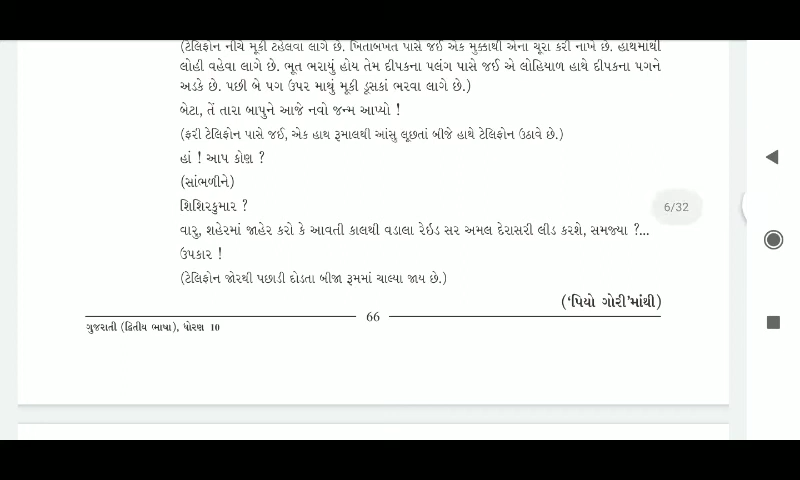 (ટેલિફોન નીચે મૂકી ટહેલવા લાગે છે. ખિતાબખત પાસે જઈ એક મુક્કાથી એના ચૂરા કરી નાખે છે. હાથમાંથી
લોહી વહેવા લાગે છે. ભૂત ભરાયું હોય તેમ દીપકના પલંગ પાસે જઈ એ લોહિયાળ હાથે દીપકના પગને
અડકે છે. પછી બે પગ ઉપર માથું મૂકી ડૂસકાં ભરવા લાગે છે.)
બેટા, તેં તારા બાપુને આજે નવો જન્મ આપ્યો !
(ફરી ટેલિફોન પાસે જઈ, એક હાથ રૂમાલથી આંસુ લૂછતાં બીજે હાથે ટેલિફોન ઉઠાવે છે.)
હાં ! આપ કોણ ?
(સાંભળીને)
શિશિરકુમાર ?
6/32
વારુ, શહેરમાં જાહેર કરો કે આવતી કાલથી વડાલા રેઇડ સર અમલ દેરાસરી લીડ કરશે, સમજ્યા ?...
ઉપકાર !
(ટેલિફોન જોરથી પછાડી દોડતા બીજા રૂમમાં ચાલ્યા જાય છે.)
('પિયો ગોરી'માંથી)
66
ગુજરાતી (દ્વિતીય ભાષા), ધોરણ 10